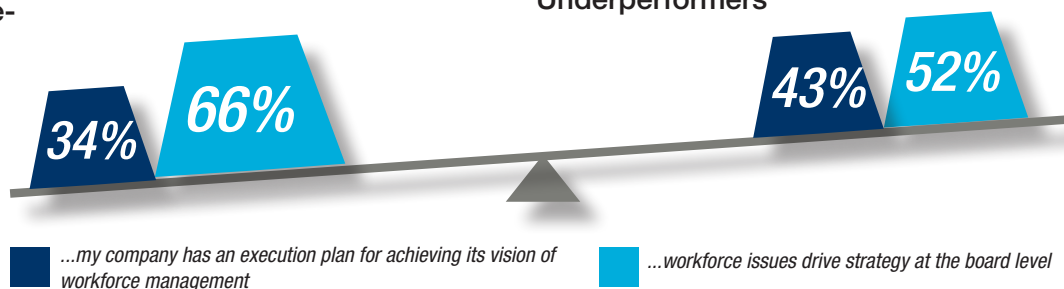 e-
Underperformers
34%
66%
43%
52%
...my company has an execution plan for achieving its vision of
workforce management
...workforce issues drive strategy at the board level